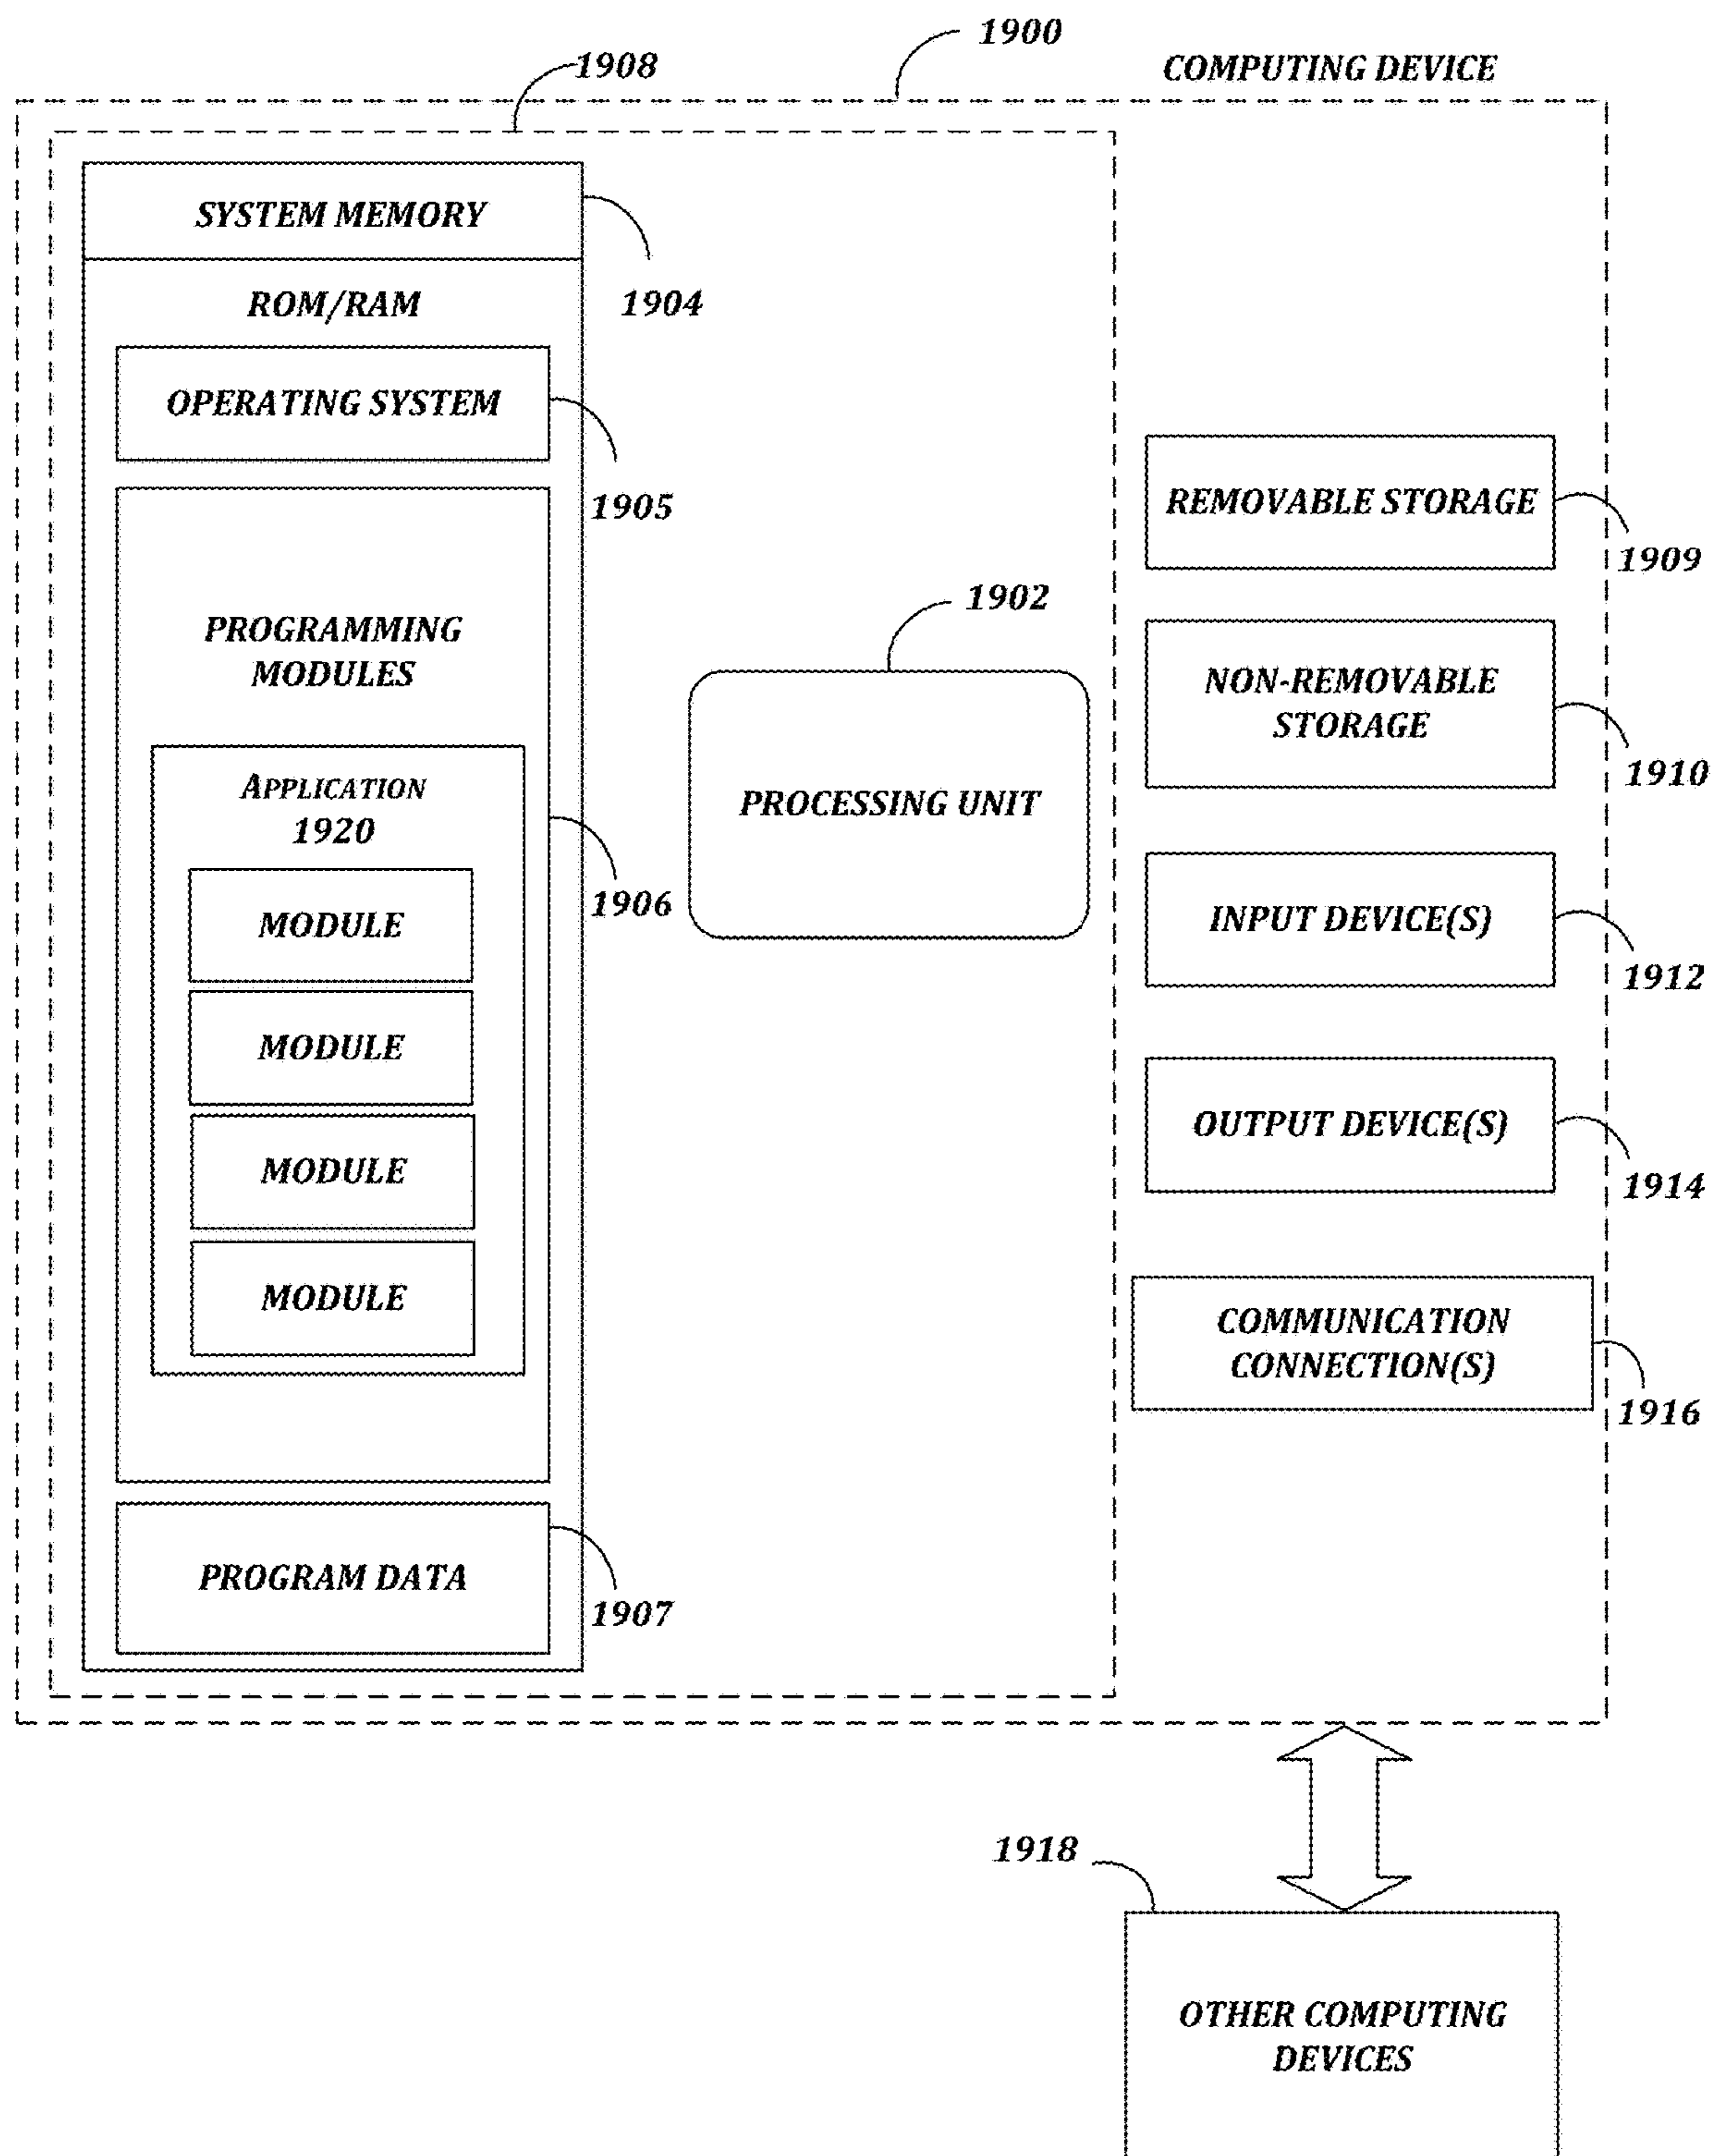 1900
COMPUTING DEVICE
1908
SYSTEM MEMORY
1904
ROM/RAM
OPERATING SYSTEM
1905
PROGRAMMING
MODULES
APPLICATION
1920
MODULE
MODULE
MODULE
MODULE
1906
PROGRAM DATA
1907
1902
PROCESSING UNIT
REMOVABLE STORAGE
1909
NON-REMOVABLE
STORAGE
1910
INPUT DEVICE(S)
1912
OUTPUT DEVICE(S)
1914
COMMUNICATION
CONNECTION(S)
1916
1918
OTHER COMPUTING
DEVICES